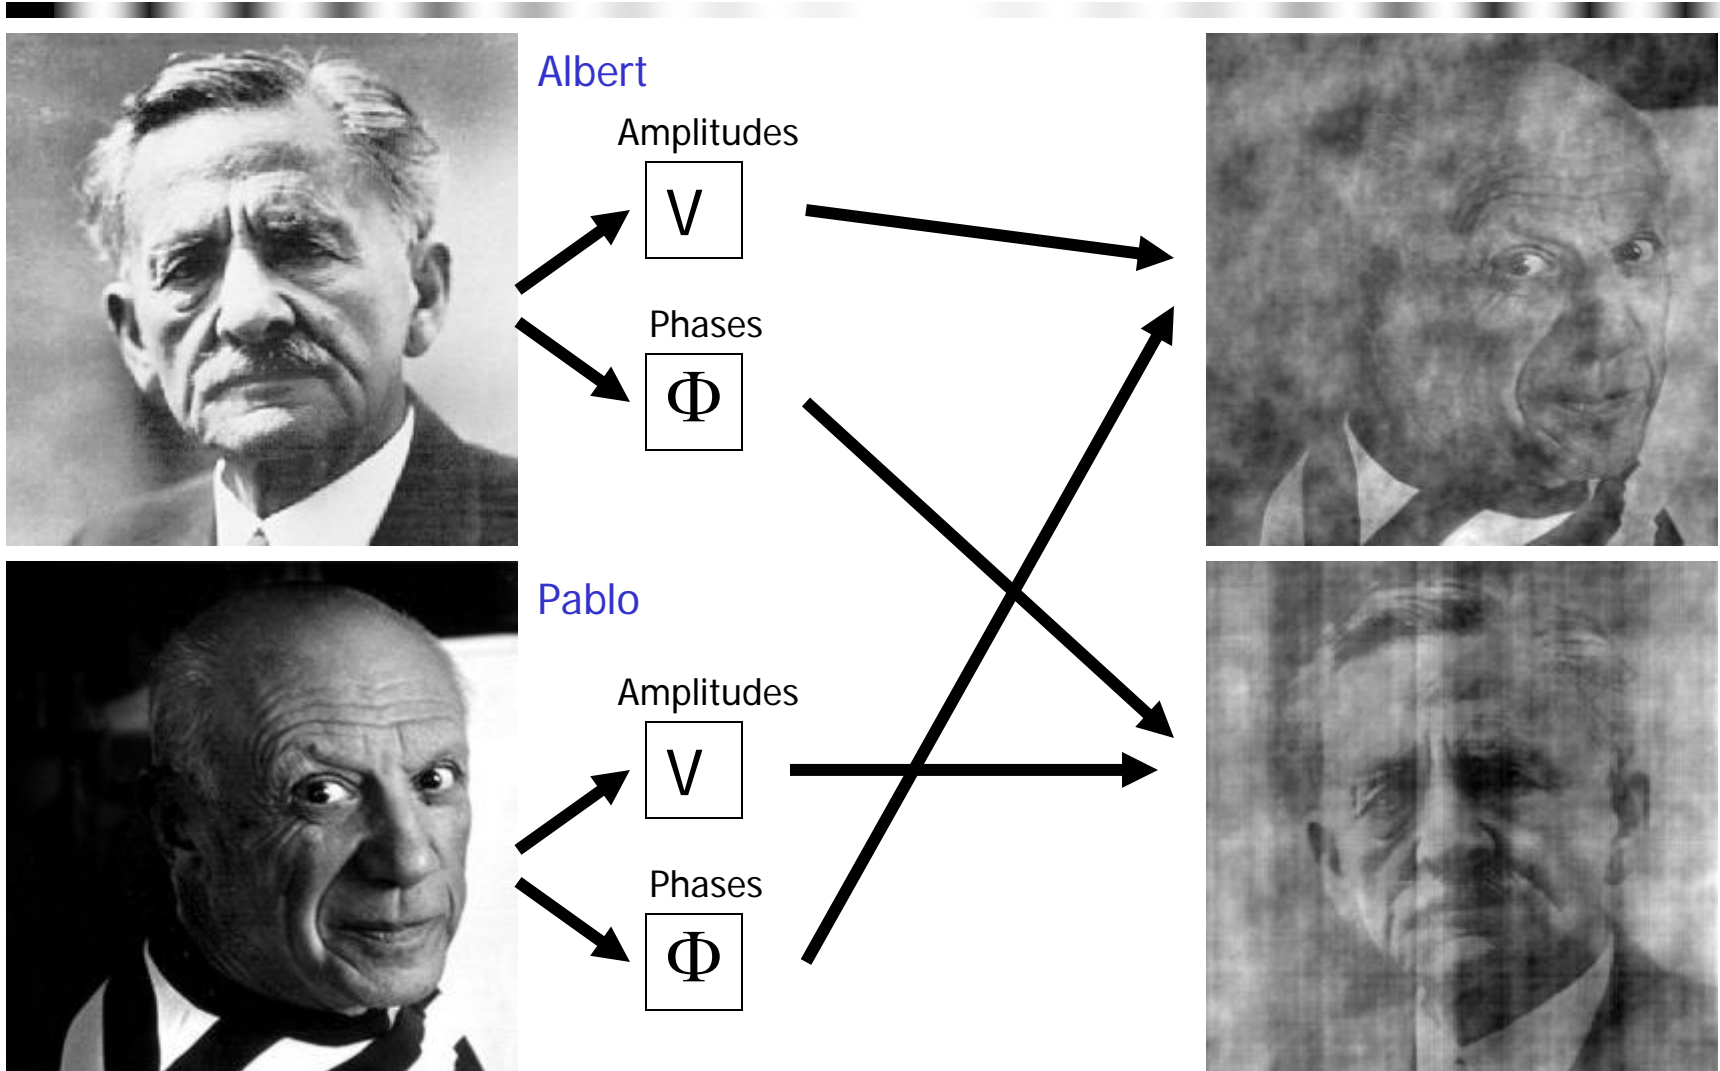 Albert
Amplitudes
V
Phases
Φ
Pablo
Amplitudes
V
Phases
Φ